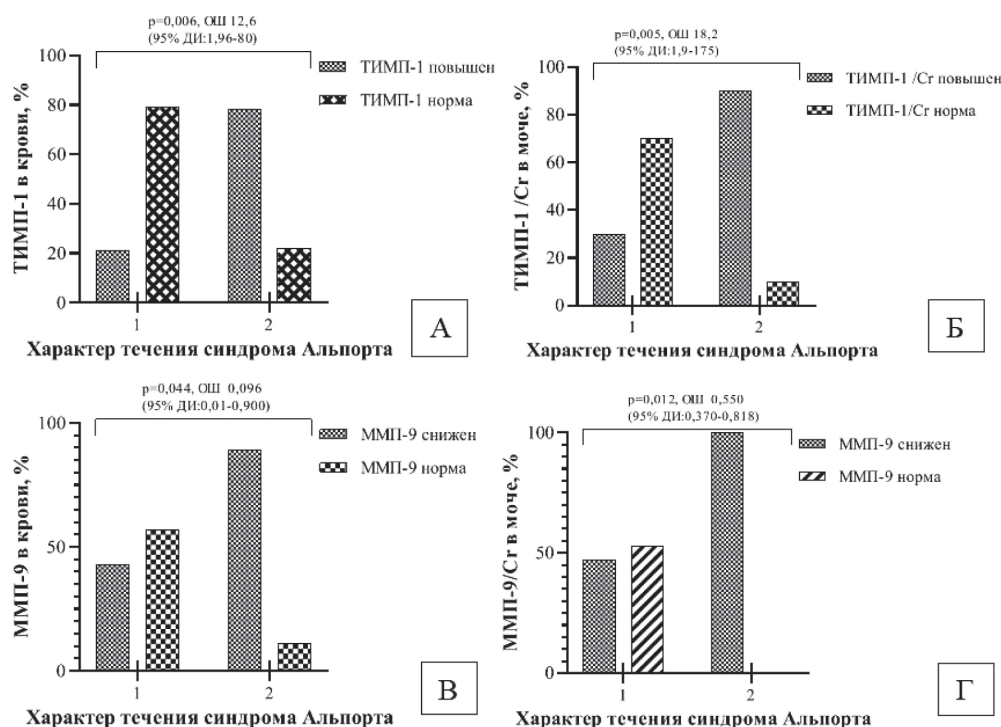 p=0,006, ОШ 12,6
(95% ДИ:1,96-80)
100
80
60
40
20
0
ТИМП-1 в крови, %
ТИМП-1 повышен
ТИМП-1 норма
1
2
Характер течения синдрома Альпорта
А
p=0,005, ОШ 18,2
(95% ДИ:1,9-175)
100
80
60
40
20
0
ТИМП-1 /Cr в моче, %
ТИМП-1 /Cr повышен
ТИМП-1/Cr норма
1
2
Характер течения синдрома Альпорта
Б
p=0,044, ОШ 0,096
(95% ДИ:0,01-0,900)
100
50
0
ММП-9 в крови, %
ММП-9 снижен
ММП-9 норма
1
2
Характер течения синдрома Альпорта
В
p=0,012, ОШ 0,550
(95% ДИ:0,370-0,818)
100
50
0
ММП-9/Cr в моче, %
ММП-9 снижен
ММП-9 норма
1
2
Характер течения синдрома Альпорта
Г